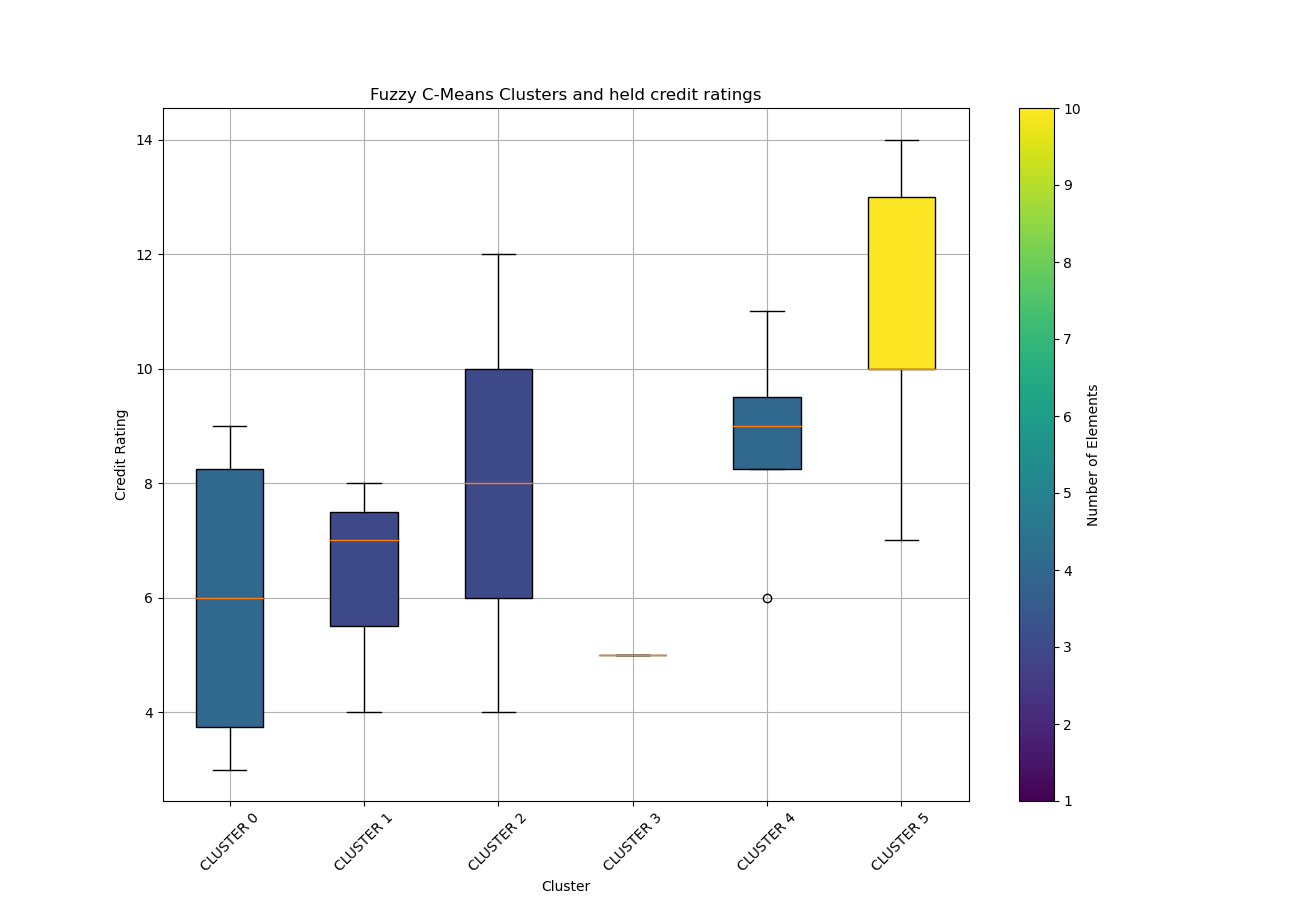 Fuzzy C-Means Clusters and held credit ratings
14
12
10
8
6
4
Credit Rating
CLUSTER 0
CLUSTER 1
CLUSTER 2
CLUSTER 3
CLUSTER 4
CLUSTER 5
Cluster
10
9
8
7
6
5
4
3
2
1
Number of Elements